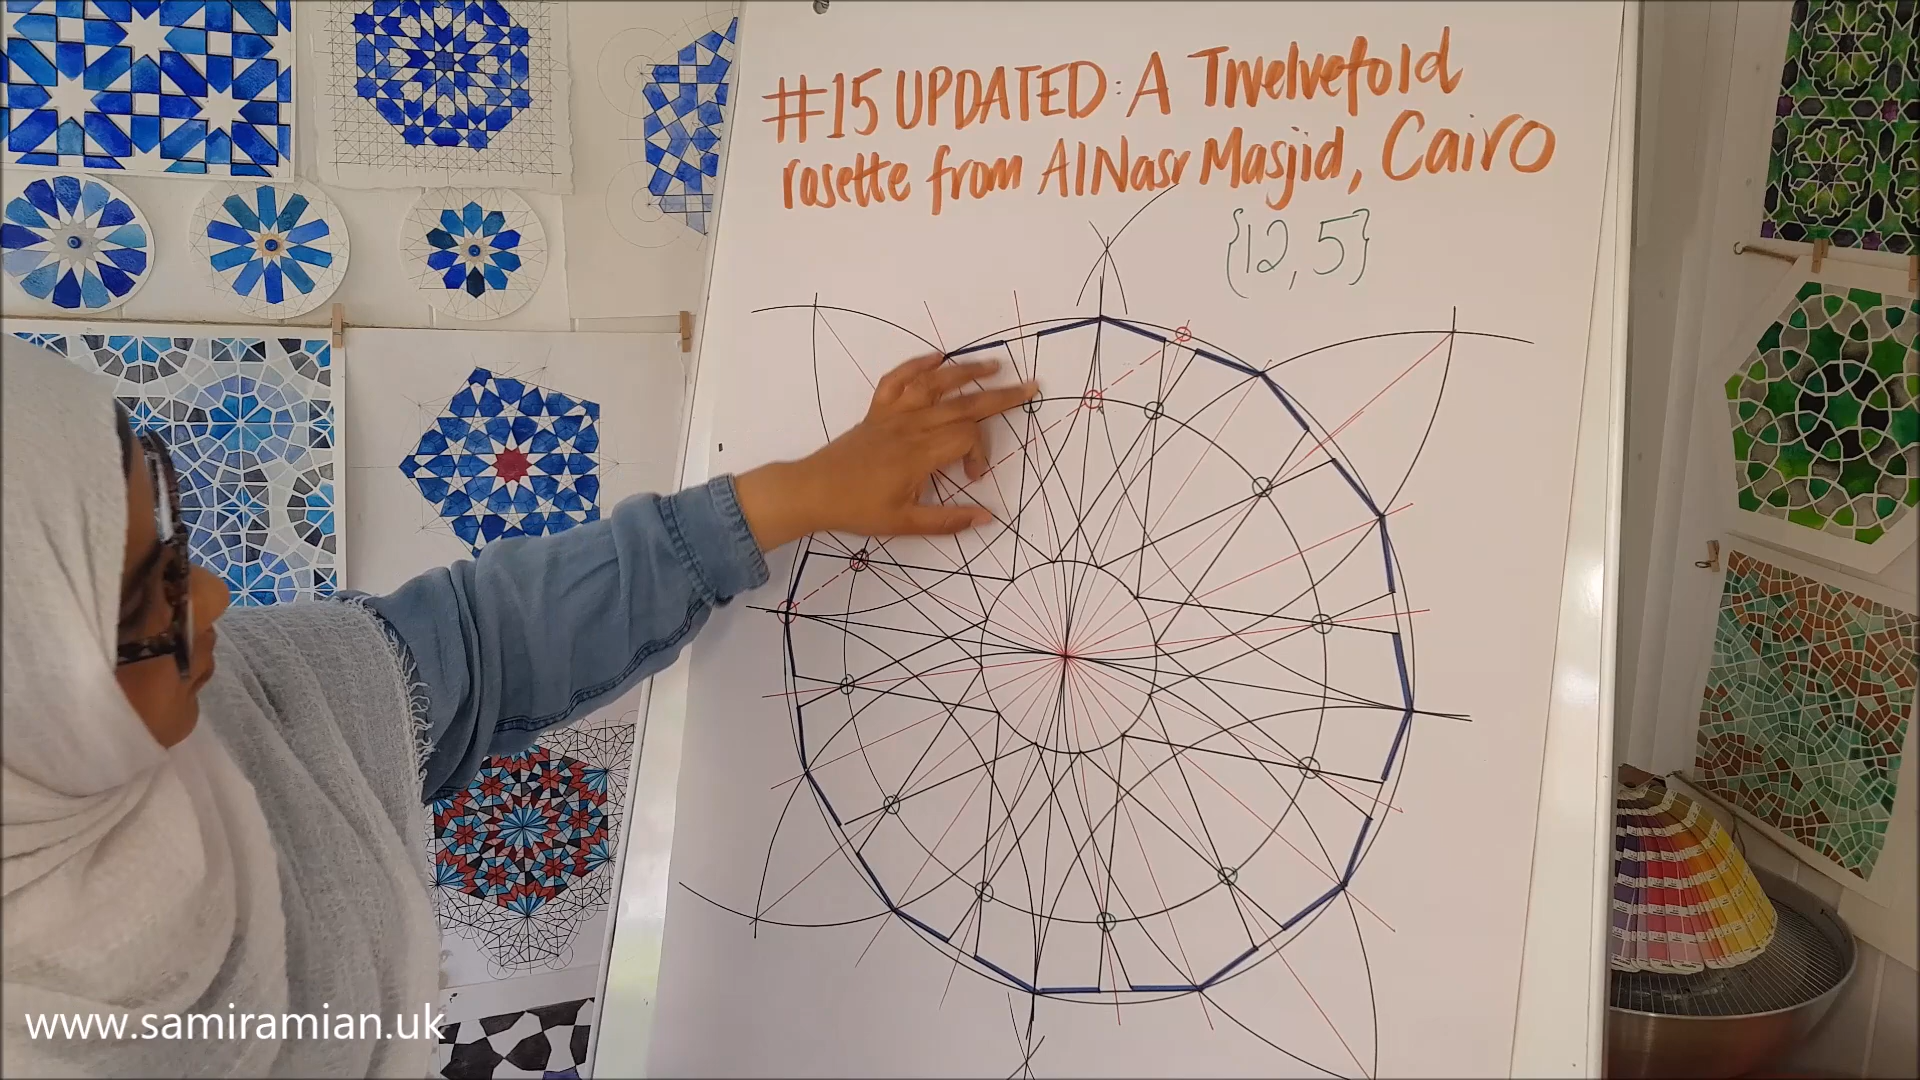 #15 UPDATED: A Twelvefold
rosette from AlNasr Masjid, Cairo
{12,5}
www.samiramian.uk